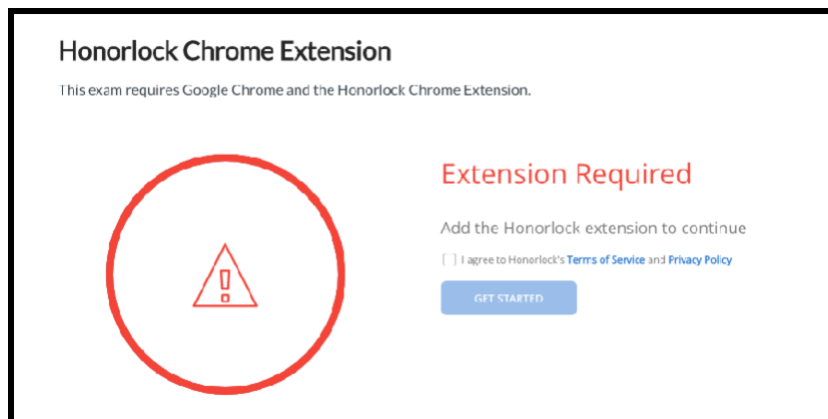 Honorlock Chrome Extension
This exam requires Google Chrome and the Honorlock Chrome Extension.
Extension Required
Add the Honorlock extension to continue
I agree to Honorlock's Terms of Service and Privacy Policy
GET STARTED